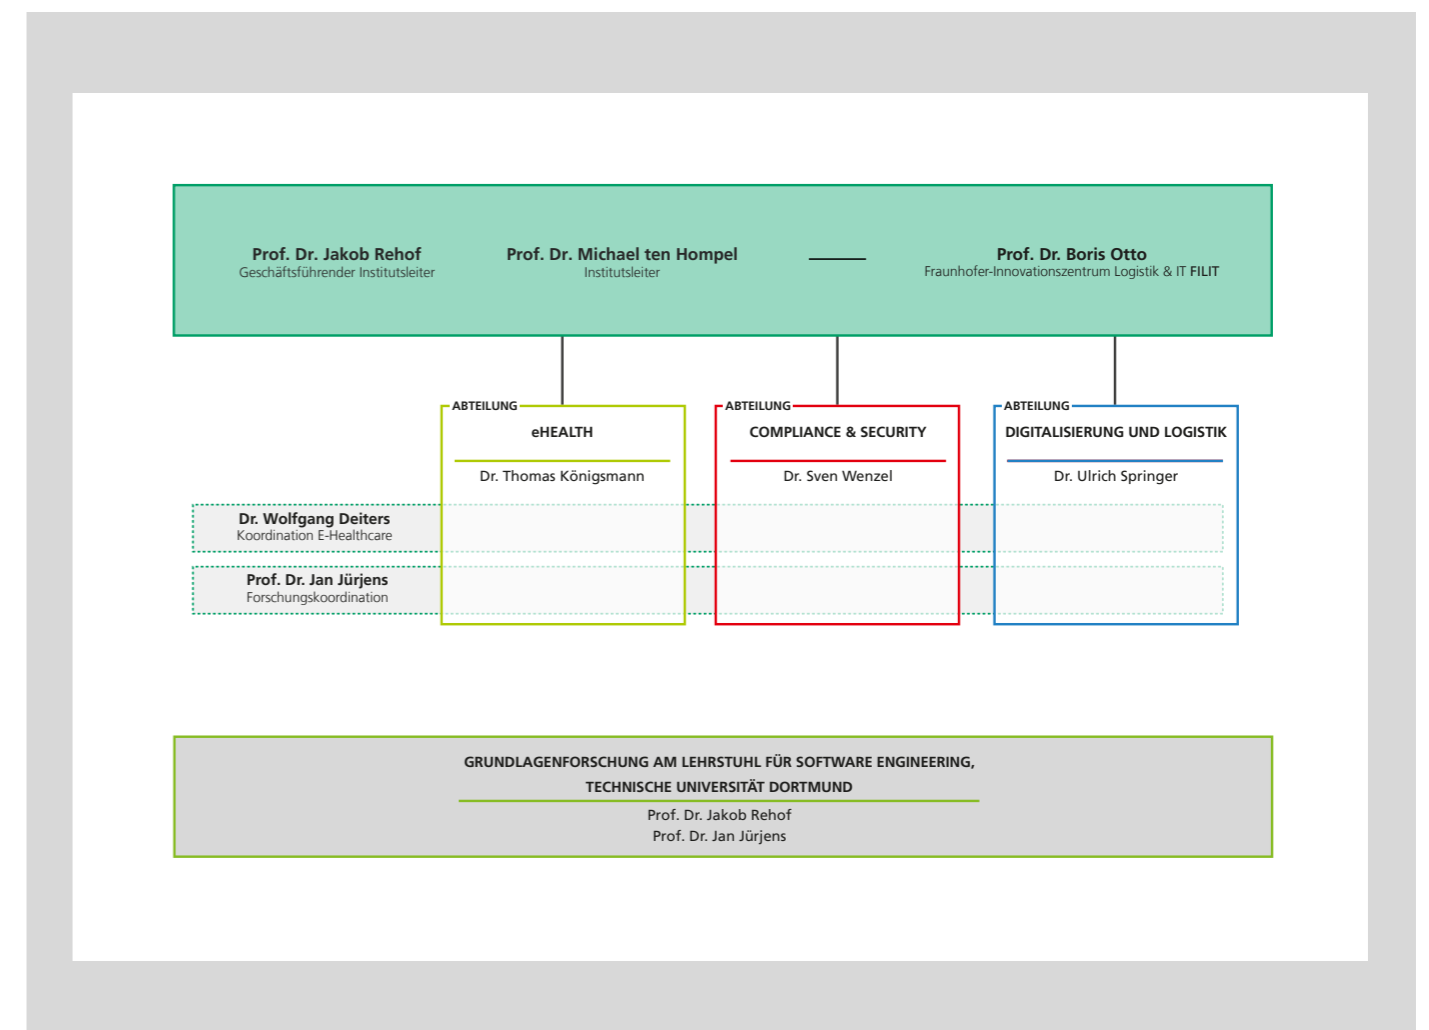 Prof. Dr. Jakob Rehof
Geschäftsführender Institutsleiter
Prof. Dr. Michael ten Hompel
Institutsleiter
Prof. Dr. Boris Otto
Fraunhofer-Innovationszentrum Logistik & IT FILIT
ABTEILUNG
eHEALTH
Dr. Thomas Königsmann
ABTEILUNG
COMPLIANCE & SECURITY
Dr. Sven Wenzel
ABTEILUNG
DIGITALISIERUNG UND LOGISTIK
Dr. Ulrich Springer
Dr. Wolfgang Deiters
Koordination E-Healthcare
Prof. Dr. Jan Jürjens
Forschungskoordination
GRUNDLAGENFORSCHUNG AM LEHRSTUHL FÜR SOFTWARE ENGINEERING,
TECHNISCHE UNIVERSITÄT DORTMUND
Prof. Dr. Jakob Rehof
Prof. Dr. Jan Jürjens